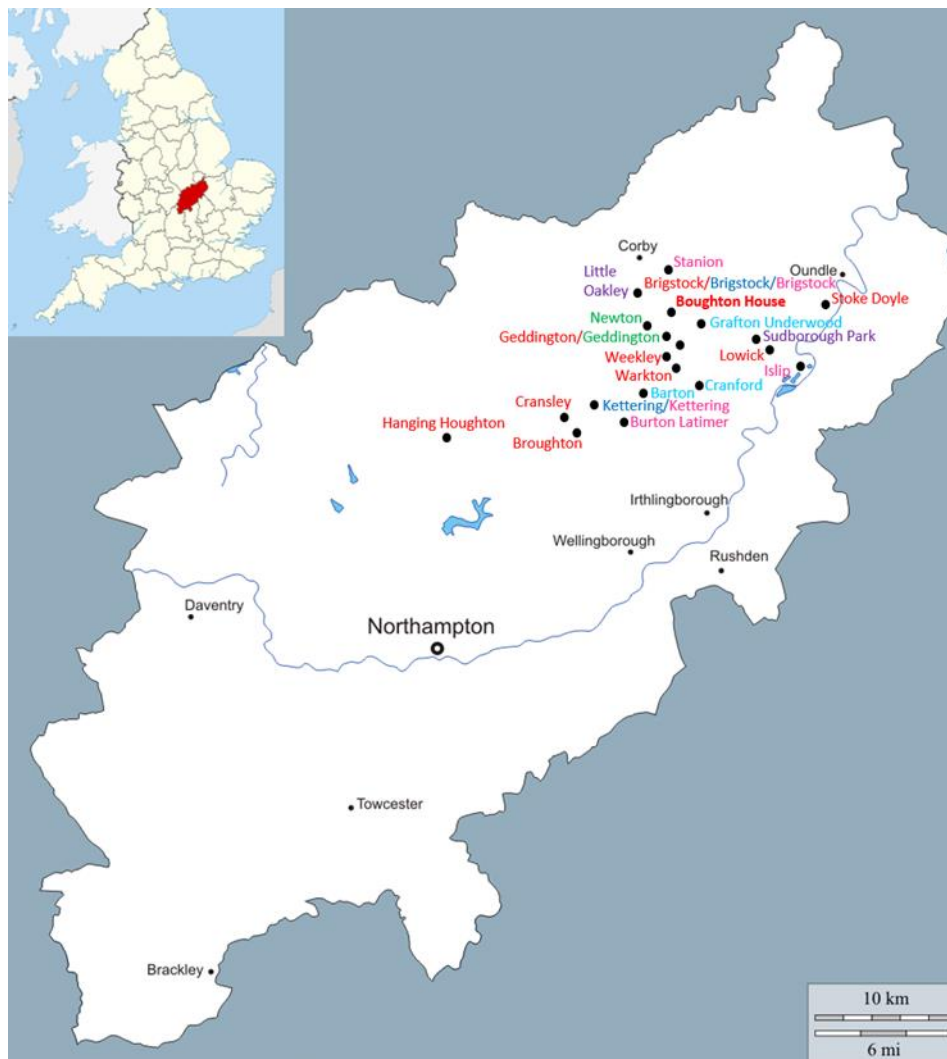 Corby
Stanion
Little
Oakley
Oundle
Brigstock/Brigstock/Brigstock
Stoke Doyle
Boughton House
Newton
Grafton Underwood
Geddington/Geddington
Sudborough Park
Weekley
Lowick
Warkton
Islip
Barton
Cranford
Cransley
Kettering/Kettering
Hanging Houghton
Burton Latimer
Broughton
Irthlingborough
Wellingborough
Rushden
Daventry
Northampton
Towcester
Brackley
10 km
6 mi